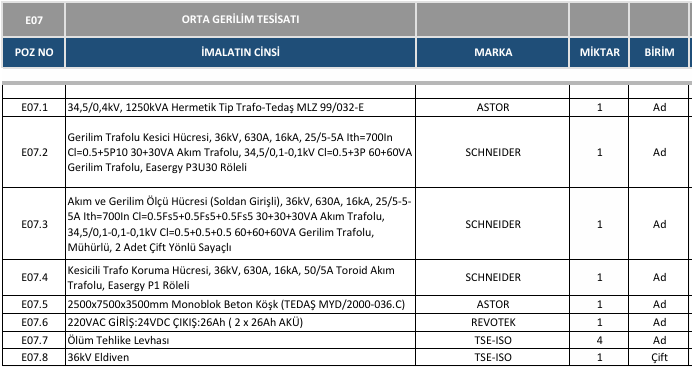 E07 ORTA GERİLİM TESİSATI
POZ NO İMALATIN CİNSİ MARKA MİKTAR BİRİM
E07.1 34,5/0,4kV, 1250kVA Hermetik Tip Trafo-Tedaş MLZ 99/032-E ASTOR 1 Ad
E07.2 Gerilim Trafolu Kesici Hücresi, 36kV, 630A, 16kA, 25/5-5A Ith=700In
Cl=0.5+5P10 30+30VA Akım Trafolu, 34,5/0,1-0,1kV Cl=0.5+3P 60+60VA
Gerilim Trafolu, Easergy P3U30 Röleli SCHNEIDER 1 Ad
E07.3 Akım ve Gerilim Ölçü Hücresi (Soldan Girişli), 36kV, 630A, 16kA, 25/5-5-
5A Ith=700In Cl=0.5Fs5+0.5Fs5+0.5Fs5 30+30+30VA Akım Trafolu,
34,5/0,1-0,1-0,1kV Cl=0.5+0.5+0.5 60+60+60VA Gerilim Trafolu,
Mühürlü, 2 Adet Çift Yönlü Sayaçlı SCHNEIDER 1 Ad
E07.4 Kesicili Trafo Koruma Hücresi, 36kV, 630A, 16kA, 50/5A Toroid Akım
Trafolu, Easergy P1 Röleli SCHNEIDER 1 Ad
E07.5 2500x7500x3500mm Monoblok Beton Köşk (TEDAŞ MYD/2000-036.C) ASTOR 1 Ad
E07.6 220VAC GİRİŞ:24VDC ÇIKIŞ:26Ah ( 2 x 26Ah AKÜ) REVOTEK 1 Ad
E07.7 Ölüm Tehlike Levhası TSE-ISO 4 Ad
E07.8 36kV Eldiven TSE-ISO 1 Çift